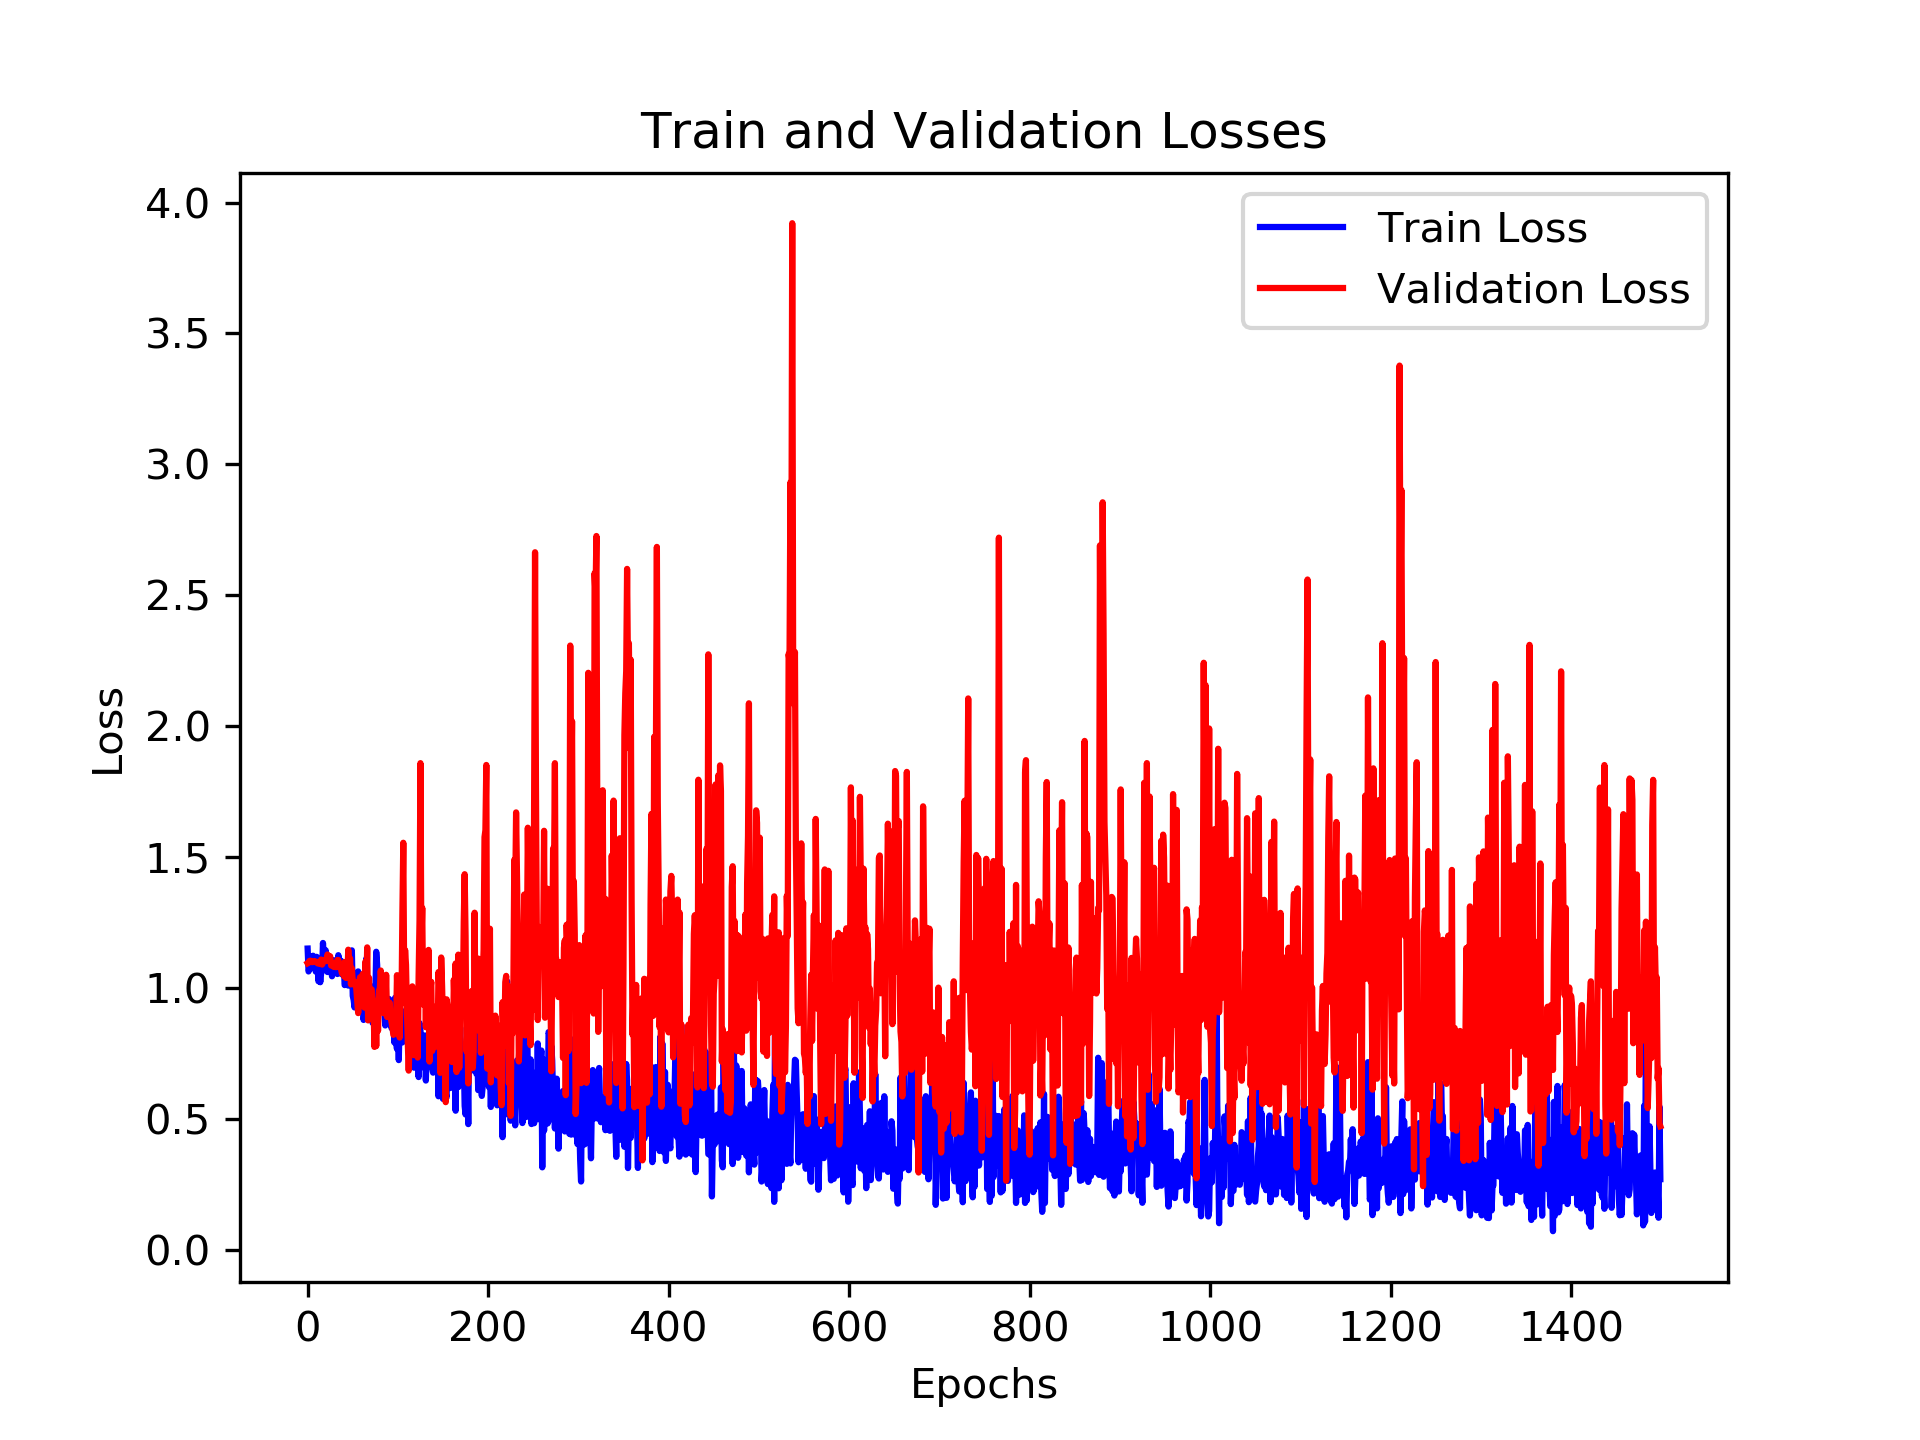 Train and Validation Losses
4.0
3.5
3.0
2.5
2.0
1.5
1.0
0.5
0.0
Loss
Train Loss
Validation Loss
0 200 400 600 800 1000 1200 1400
Epochs